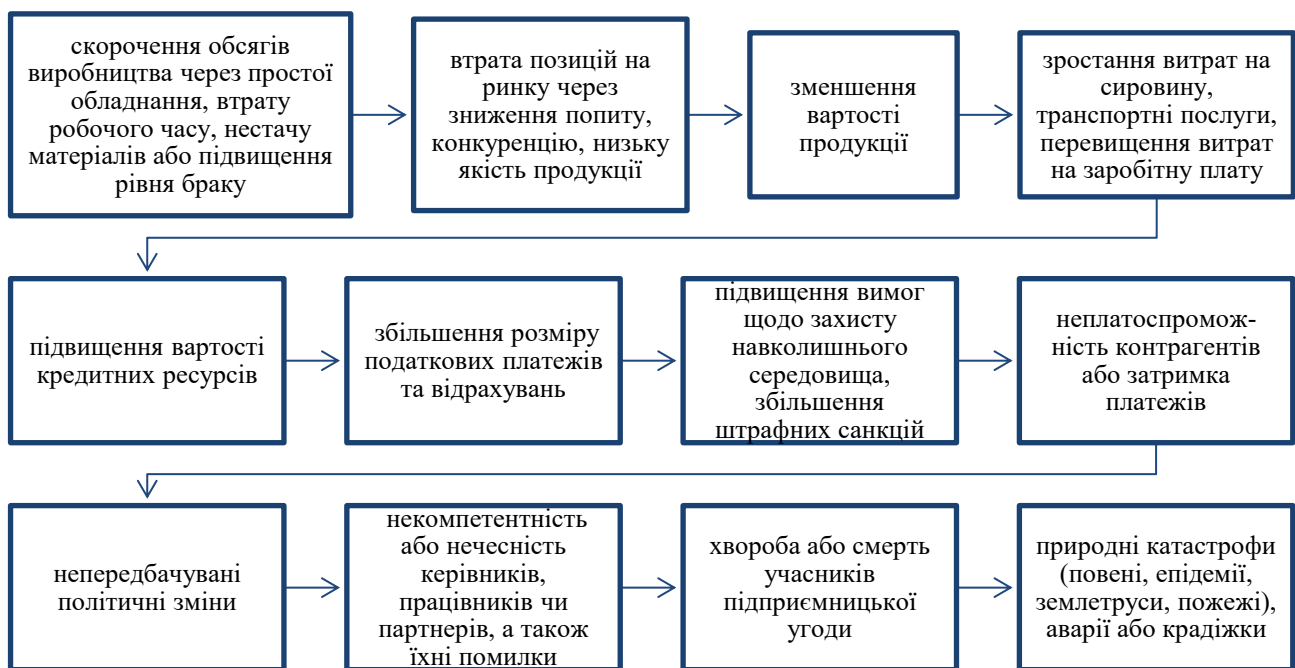 скорочення обсягів
виробництва через простої
обладнання, втрату
робочого часу, нестачу
матеріалів або підвищення
рівня браку
втрата позицій на
ринку через
зниження попиту,
конкуренцію, низьку
якість продукції
зменшення
вартості
продукції
зростання витрат на
сировину,
транспортні послуги,
перевищення витрат
на заробітну плату
підвищення вартості
кредитних ресурсів
збільшення розміру
податкових платежів
та відрахувань
підвищення вимог
щодо захисту
навколишнього
середовища,
збільшення
штрафних санкцій
неплатоспромож-
ність контрагентів
або затримка
платежів
непередбачувані
політичні зміни
некомпетентність
або нечесність
керівників,
працівників чи
партнерів, а також
їхні помилки
хвороба або смерть
учасників
підприємницької
угоди
природні катастрофи
(повені, епідемії,
землетруси, пожежі),
аварії або крадіжки